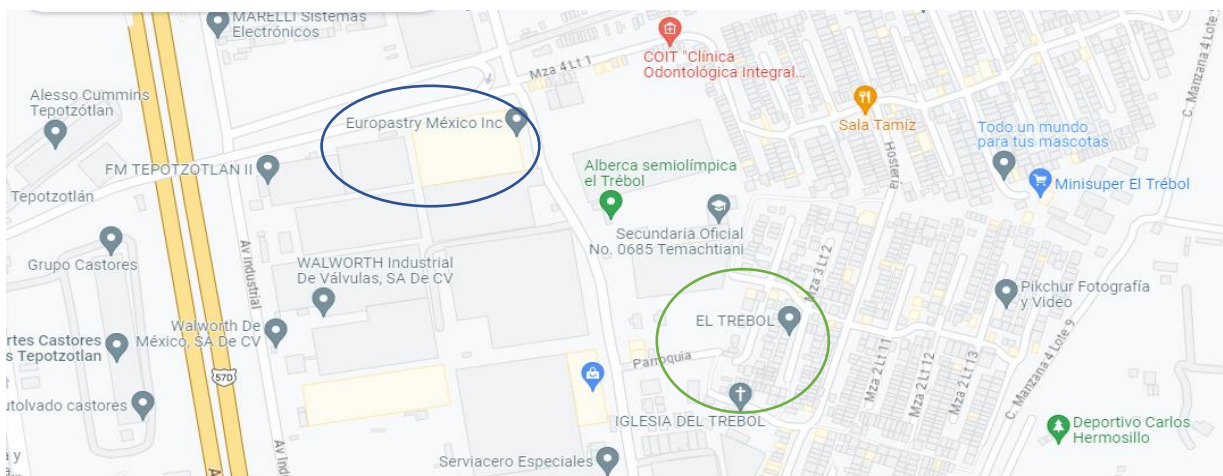 MARELLI Sistemas
Electrónicos
Mza 4 Lt 1
COIT "Clínica
Odontológica Integral...
C. Manzana 4 Lote 9
Alesso Cummins
Tepotzótlan
Europastry México Inc
Sala Tamiz
Todo un mundo
para tus mascotas
FM TEPOTZOTLAN II
Alberca semiolímpica
el Trébol
Hostería
Minisuper El Trébol
Tepotzotlán
Secundaria Oficial
No. 0685 Temachtiani
Av Industrial
Grupo Castores
WALWORTH Industrial
De Válvulas, SA De CV
Mza 3 Lt 2
Pikchur Fotografía
y Video
EL TREBOL
Walworth De
México, SA De CV
rtes Castores
s Tepotzotlan
Parroquia
57D
Mza 2 Lt 11
Mza 2 Lt 12
Mza 2 Lt 13
C. Manzana 4 Lote 9
utolvado castores
IGLESIA DEL TREBOL
Deportivo Carlos
Hermosillo
Av Ind
Serviacero Especiales